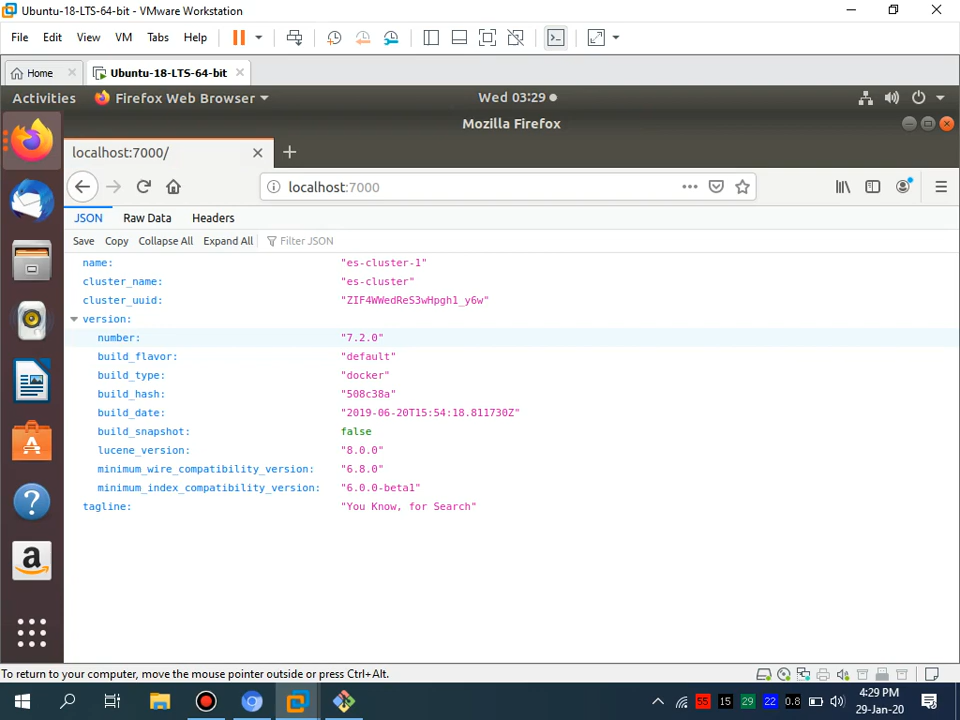 Ubuntu-18-LTS-64-bit - VMware Workstation
File Edit View VM Tabs Help
Home Ubuntu-18-LTS-64-bit
Activities Firefox Web Browser Wed 03:29
Mozilla Firefox
localhost:7000/
localhost:7000
JSON Raw Data Headers
Save Copy Collapse All Expand All Filter JSON
name: "es-cluster-1"
cluster_name: "es-cluster"
cluster_uuid: "ZIF4WWedReS3wHpgh1_y6w"
version:
number: "7.2.0"
build_flavor: "default"
build_type: "docker"
build_hash: "508c38a"
build_date: "2019-06-20T15:54:18.811730Z"
build_snapshot: false
lucene_version: "8.0.0"
minimum_wire_compatibility_version: "6.8.0"
minimum_index_compatibility_version: "6.0.0-beta1"
tagline: "You Know, for Search"
To return to your computer, move the mouse pointer outside or press Ctrl+Alt.
55 15 29 22 0.8 4:29 PM
29-Jan-20